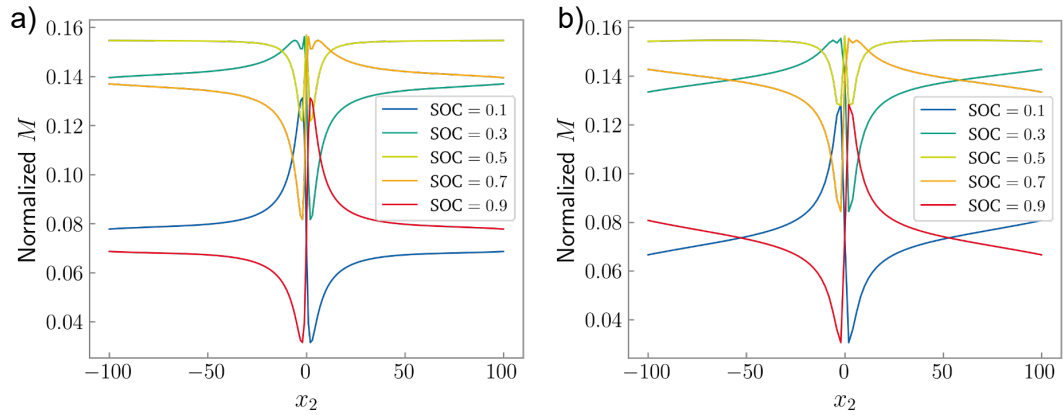 a)
0.16
0.14
0.12
0.10
0.08
0.06
0.04
Normalized M
−100
−50
0
50
100
x₂
SOC = 0.1
SOC = 0.3
SOC = 0.5
SOC = 0.7
SOC = 0.9
b)
0.16
0.14
0.12
0.10
0.08
0.06
0.04
Normalized M
−100
−50
0
50
100
x₂
SOC = 0.1
SOC = 0.3
SOC = 0.5
SOC = 0.7
SOC = 0.9